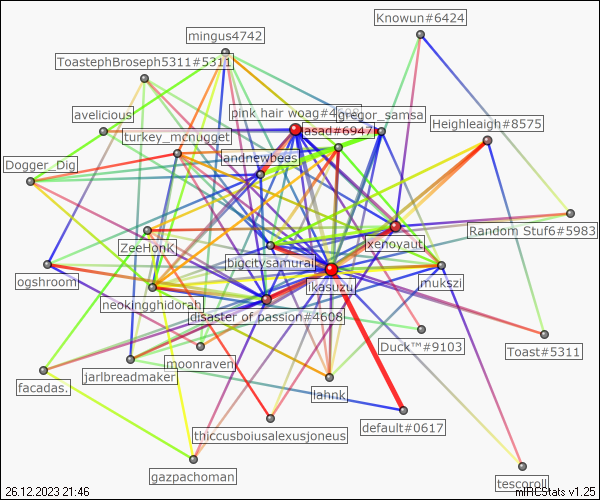 Knowun#6424
mingus4742
ToastephBroseph5311#5311
avelicious
pink hair woag#4608
gregor_samsa
Heighleaigh#8575
turkey_mcnugget
asad#6947
andnewbees
Dogger_Dig
Random Stuf6#5983
ZeeHonK
xenoyaut
bigcitysamurai
ogshroom
ikasuzu
mukszi
neokingghidorah
disaster of passion#4608
Duck™#9103
Toast#5311
moonraven
jarlbreadmaker
facadas.
lahnk
default#0617
thiccusboiusalexusjoneus
gazpachoman
tescoroll
26.12.2023 21:46
mIRCStats v1.25